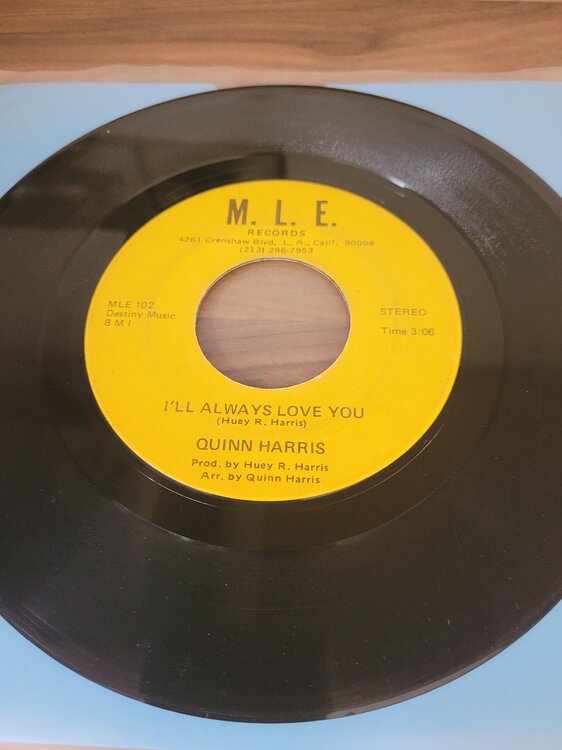 M. L. E.
RECORDS
4261 Crenshaw Blvd, L, A., Calif. 90008
(213) 296-7953
MLE 102
Destiny Music
B M I
STEREO
Time 3:06
I'LL ALWAYS LOVE YOU
(Huey R. Harris)
QUINN HARRIS
Prod. by Huey R. Harris
Arr. by Quinn Harris